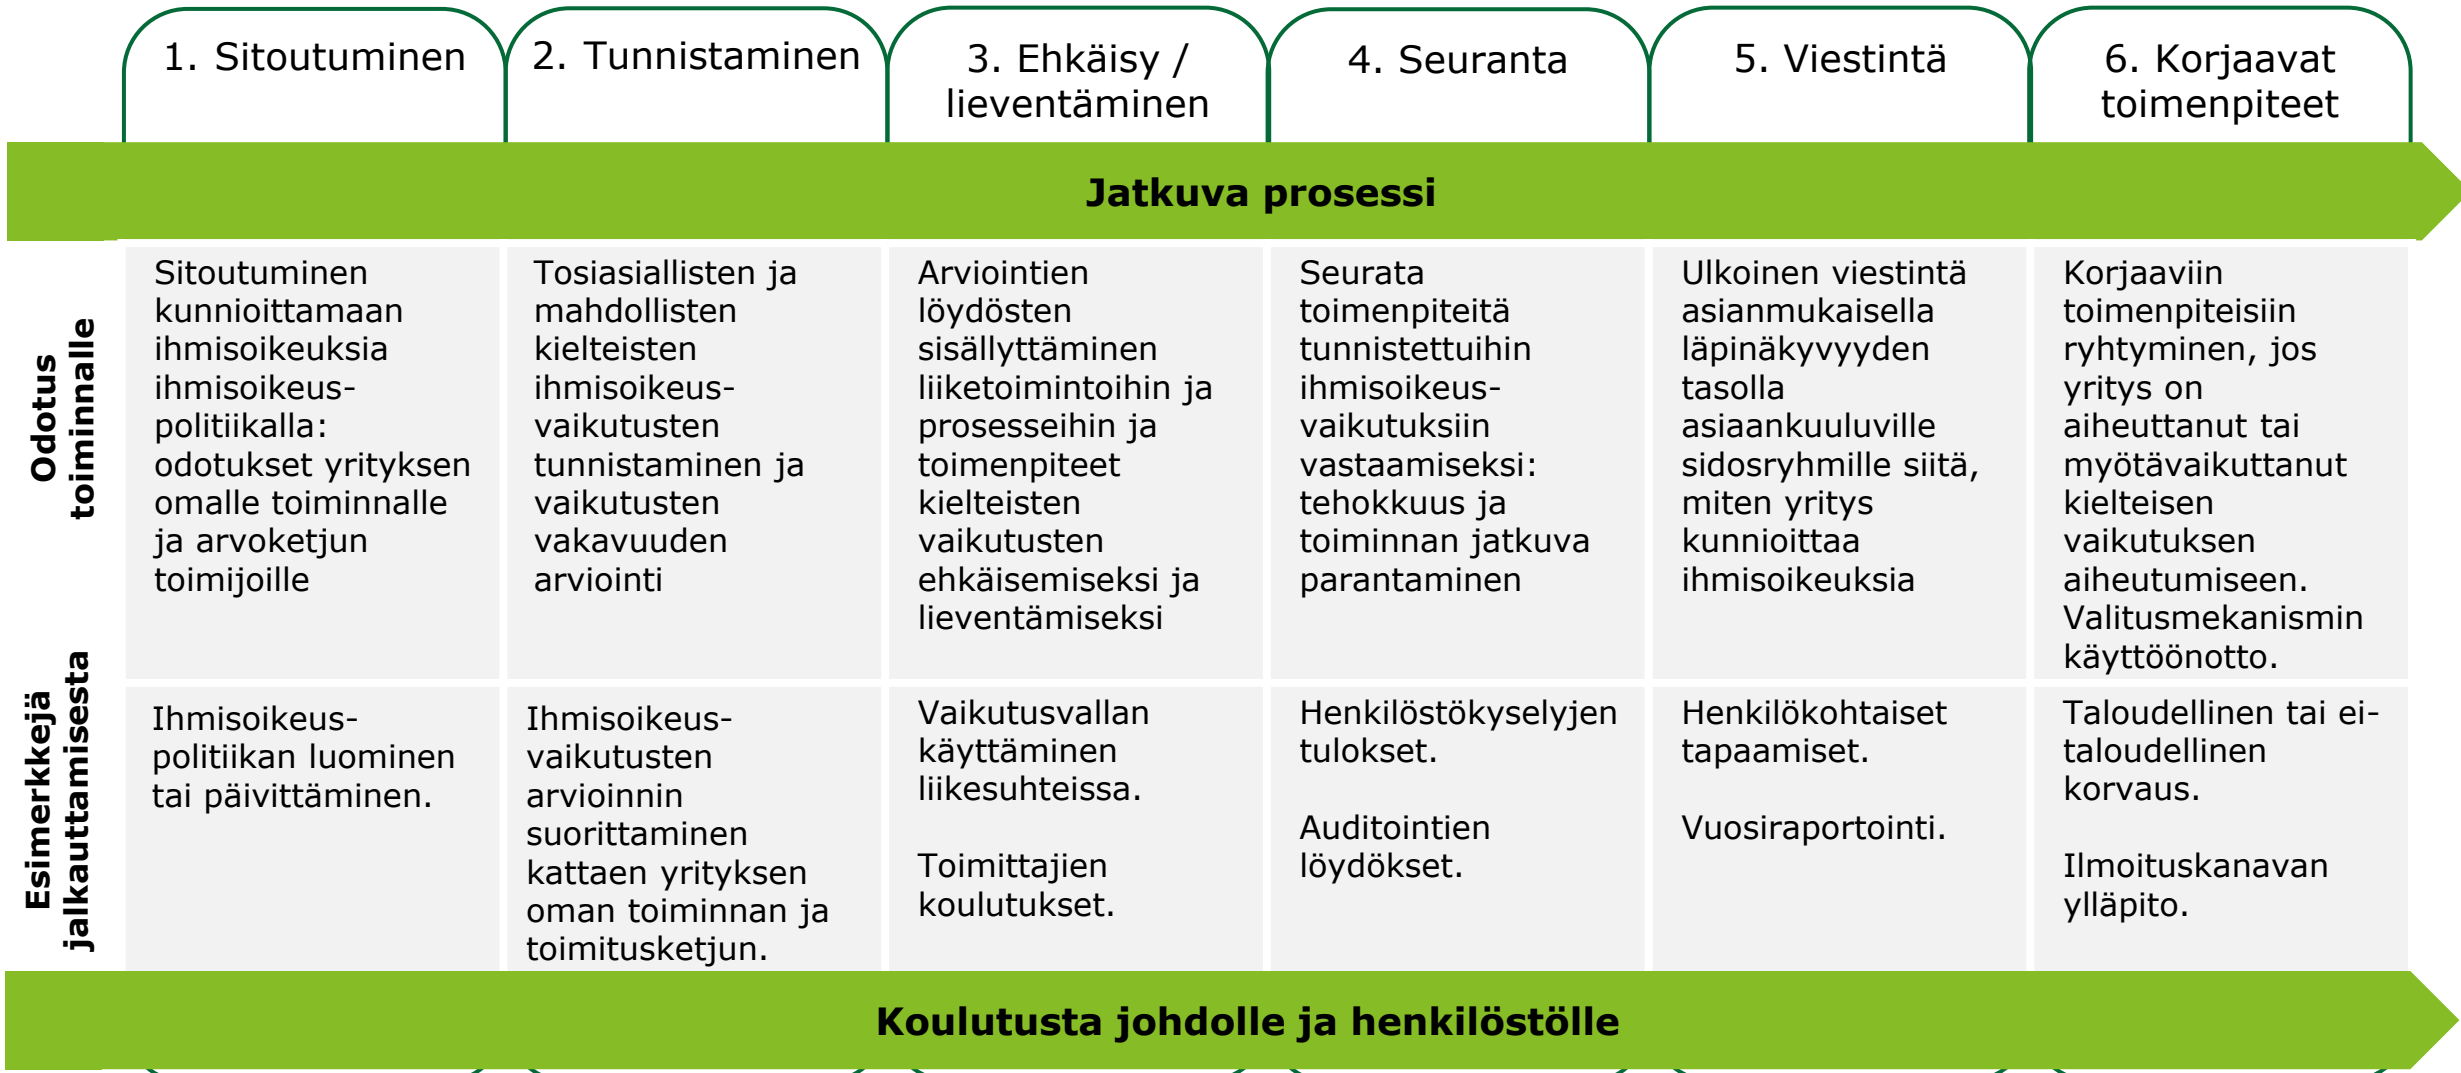 1. Sitoutuminen
2. Tunnistaminen
3. Ehkäisy /
lieventäminen
4. Seuranta
5. Viestintä
6. Korjaavat
toimenpiteet
Jatkuva prosessi
Odotus
toiminnalle
Sitoutuminen
kunnioittamaan
ihmisoikeuksia
ihmisoikeus-
politiikalla:
odotukset yrityksen
omalle toiminnalle
ja arvoketjun
toimijoille
Tosiasiallisten ja
mahdollisten
kielteisten
ihmisoikeus-
vaikutusten
tunnistaminen ja
vaikutusten
vakavuuden
arviointi
Arviointien
löydösten
sisällyttäminen
liiketoimintoihin ja
prosesseihin ja
toimenpiteet
kielteisten
vaikutusten
ehkäisemiseksi ja
lieventämiseksi
Seurata
toimenpiteitä
tunnistettuihin
ihmisoikeus-
vaikutuksiin
vastaamiseksi:
tehokkuus ja
toiminnan jatkuva
parantaminen
Ulkoinen viestintä
asianmukaisella
läpinäkyvyyden
tasolla
asiaankuuluville
sidosryhmille siitä,
miten yritys
kunnioittaa
ihmisoikeuksia
Korjaaviin
toimenpiteisiin
ryhtyminen, jos
yritys on
aiheuttanut tai
myötävaikuttanut
kielteisen
vaikutuksen
aiheutumiseen.
Valitusmekanismin
käyttöönotto.
Esimerkkejä
jalkauttamisesta
Ihmisoikeus-
politiikan luominen
tai päivittäminen.
Ihmisoikeus-
vaikutusten
arvioinnin
suorittaminen
kattaen yrityksen
oman toiminnan ja
toimitusketjun.
Vaikutusvallan
käyttäminen
liikesuhteissa.
Toimittajien
koulutukset.
Henkilöstökyselyjen
tulokset.
Auditointien
löydökset.
Henkilökohtaiset
tapaamiset.
Vuosiraportointi.
Taloudellinen tai ei-
taloudellinen
korvaus.
Ilmoituskanavan
ylläpito.
Koulutusta johdolle ja henkilöstölle